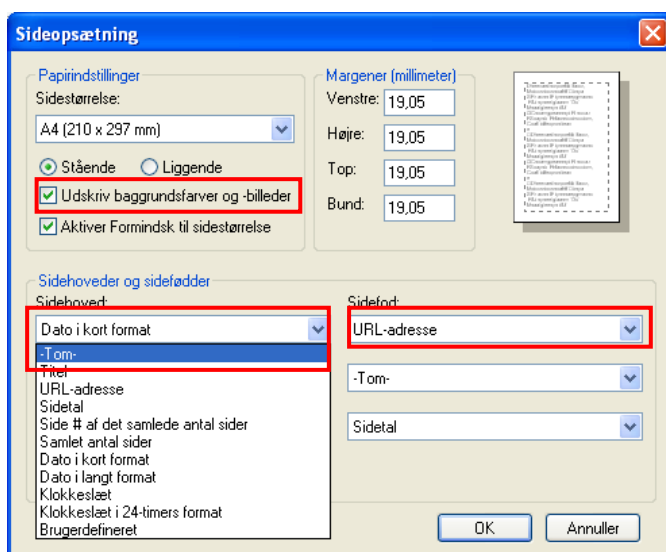 Sideopsætning
Papirindstillinger
Sidestørrelse:
A4 (210 x 297 mm)
Stående
Liggende
Udskriv baggrundsfarver og -billeder
Aktiver Formindsk til sidestørrelse
Margener (millimeter)
Venstre: 19,05
Højre: 19,05
Top: 19,05
Bund: 19,05
Sidehoveder og sidefødder
Sidehoved:
Dato i kort format
-Tom-
Titel
URL-adresse
Sidetal
Side # af det samlede antal sider
Samlet antal sider
Dato i kort format
Dato i langt format
Klokkeslæt
Klokkeslæt i 24-timers format
Brugerdefineret
Sidefod:
URL-adresse
-Tom-
Sidetal
OK
Annuller